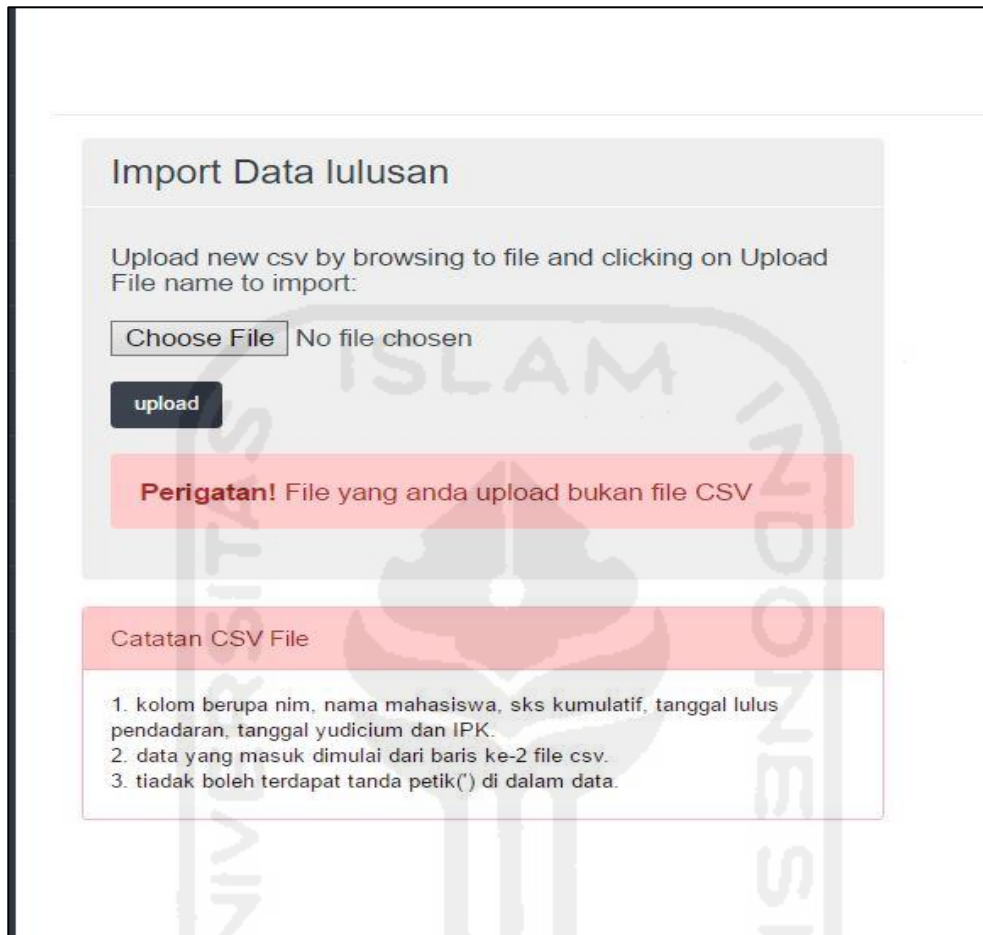 Import Data lulusan
Upload new csv by browsing to file and clicking on Upload
File name to import:
Choose File No file chosen
upload
Perigatan! File yang anda upload bukan file CSV
Catatan CSV File
1. kolom berupa nim, nama mahasiswa, sks kumulatif, tanggal lulus
pendadaran, tanggal yudicium dan IPK.
2. data yang masuk dimulai dari baris ke-2 file csv.
3. tiadak boleh terdapat tanda petik(') di dalam data.
ISLAM
INDONESI
NIVERSITAS